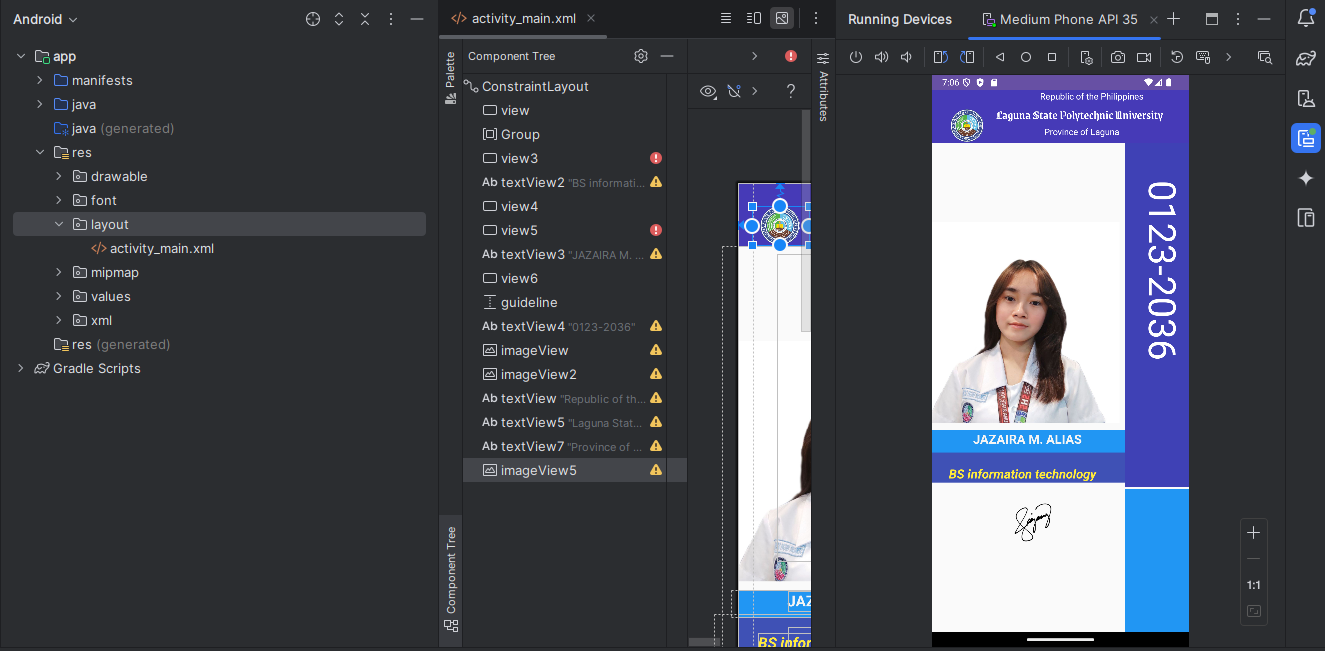 Android
activity_main.xml
Running Devices
Medium Phone API 35
app
manifests
java
java (generated)
res
drawable
font
layout
activity_main.xml
mipmap
values
xml
res (generated)
Gradle Scripts
Palette
Component Tree
Component Tree
ConstraintLayout
view
Group
view3
Ab textView2 "BS informati...
view4
view5
Ab textView3 "JAZAIRA M. ...
view6
guideline
Ab textView4 "0123-2036"
imageView
imageView2
Ab textView "Republic of th...
Ab textView5 "Laguna Stat...
Ab textView7 "Province of ...
imageView5
?
Attributes
JAZ
BS infor
7:06
Republic of the Philippines
Laguna State Polytechnic University
Province of Laguna
0123-2036
JAZAIRA M. ALIAS
BS information technology
1:1